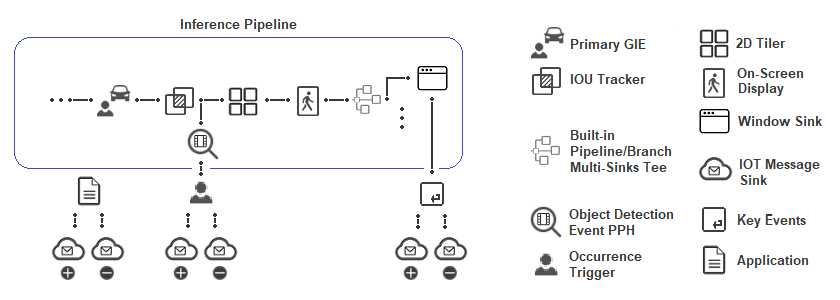 Inference Pipeline
Primary GIE
2D Tiler
IOU Tracker
On-Screen
Display
Window Sink
Built-in
Pipeline/Branch
Multi-Sinks Tee
IOT Message
Sink
Object Detection
Event PPH
Key Events
Occurrence
Trigger
Application